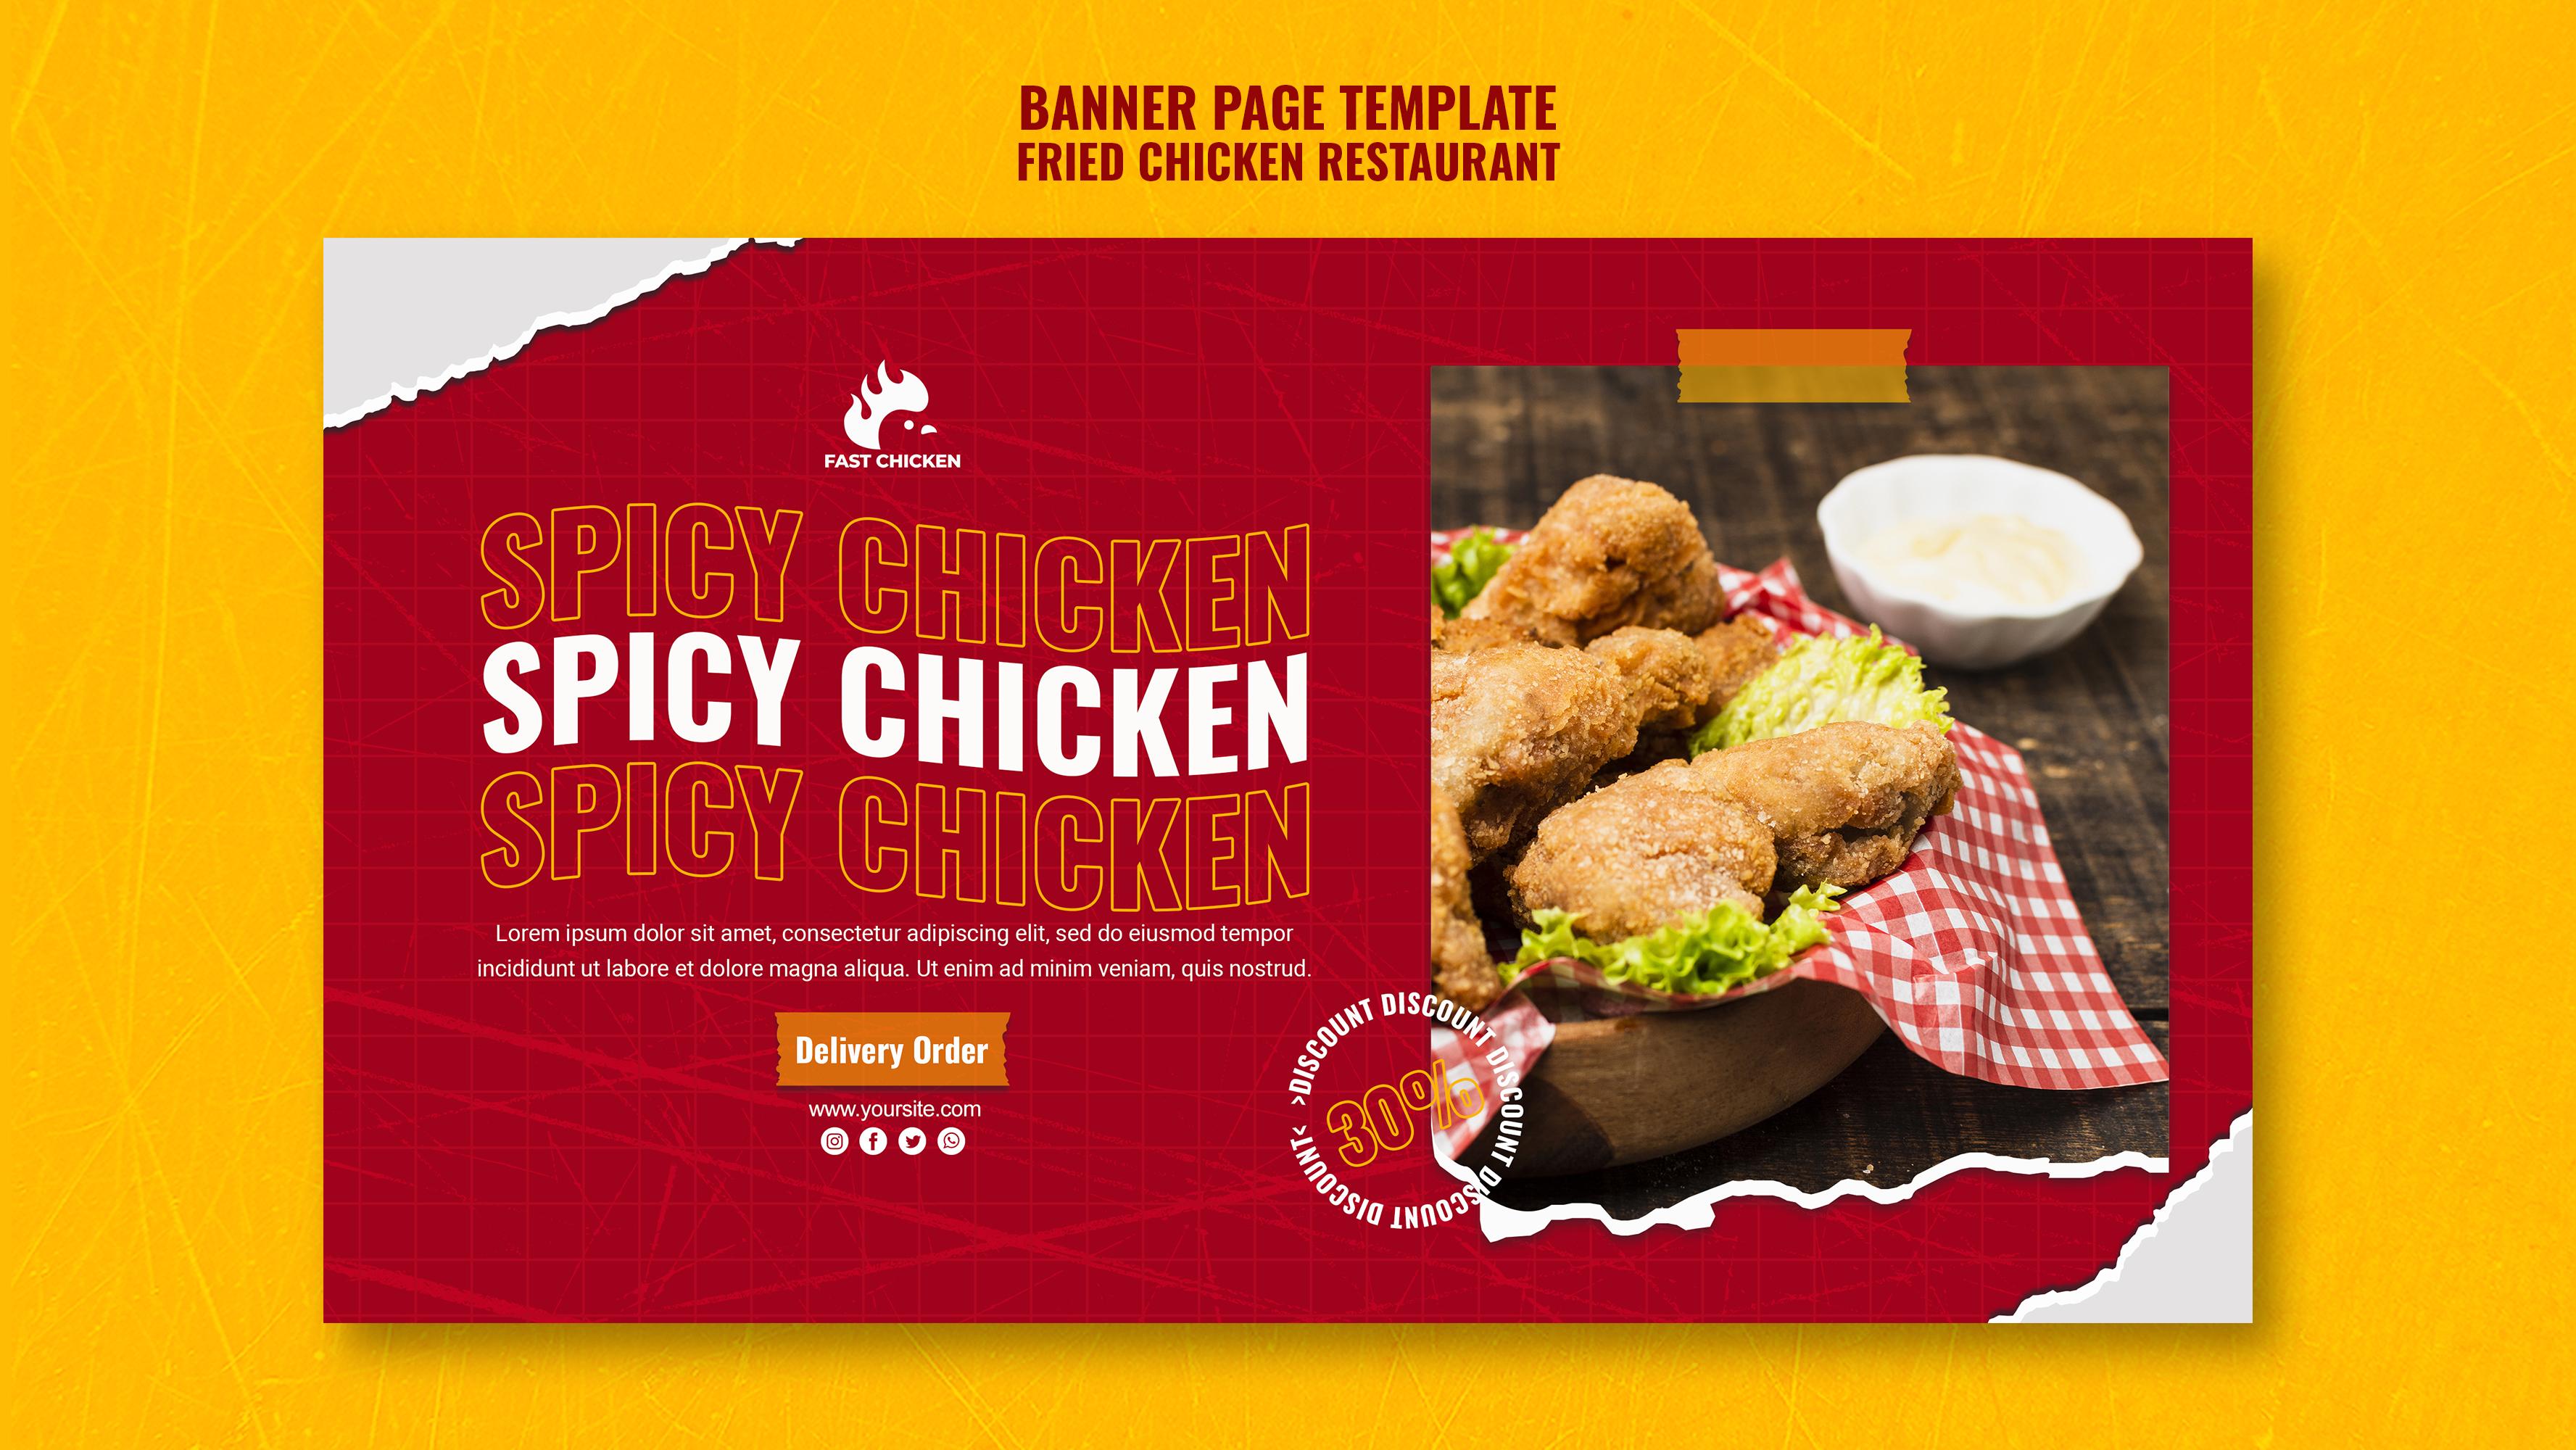 BANNER PAGE TEMPLATE
FRIED CHICKEN RESTAURANT
FAST CHICKEN
SPICY CHICKEN
SPICY CHICKEN
SPICY CHICKEN
Lorem ipsum dolor sit amet, consectetur adipiscing elit, sed do eiusmod tempor
incididunt ut labore et dolore magna aliqua. Ut enim ad minim veniam, quis nostrud.
Delivery Order
www.yoursite.com
>DISCOUNT DISCOUNT DISCOUNT DISCOUNT DISCOUNT<
30%